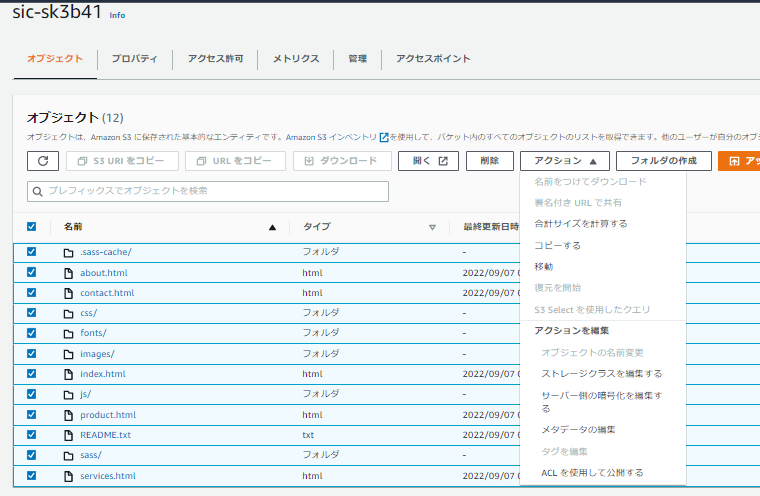 sic-sk3b41 Info
オブジェクト プロパティ アクセス許可 メトリクス 管理 アクセスポイント
オブジェクト (12)
オブジェクトは、Amazon S3 に保存された基本的なエンティティです。Amazon S3 インベントリ を使用して、バケット内のすべてのオブジェクトのリストを取得できます。他のユーザーが自分のオブジ
S3 URI をコピー URL をコピー ダウンロード 開く 削除 アクション フォルダの作成 アッ
プレフィックスでオブジェクトを検索
名前 タイプ 最終更新日時
.sass-cache/ フォルダ -
about.html html 2022/09/07
contact.html html 2022/09/07
css/ フォルダ -
fonts/ フォルダ -
images/ フォルダ -
index.html html 2022/09/07
js/ フォルダ -
product.html html 2022/09/07
README.txt txt 2022/09/07
sass/ フォルダ -
services.html html 2022/09/07
名前をつけてダウンロード
署名付き URL で共有
合計サイズを計算する
コピーする
移動
復元を開始
S3 Select を使用したクエリ
アクションを編集
オブジェクトの名前変更
ストレージクラスを編集する
サーバー側の暗号化を編集す
る
メタデータの編集
タグを編集
ACL を使用して公開する